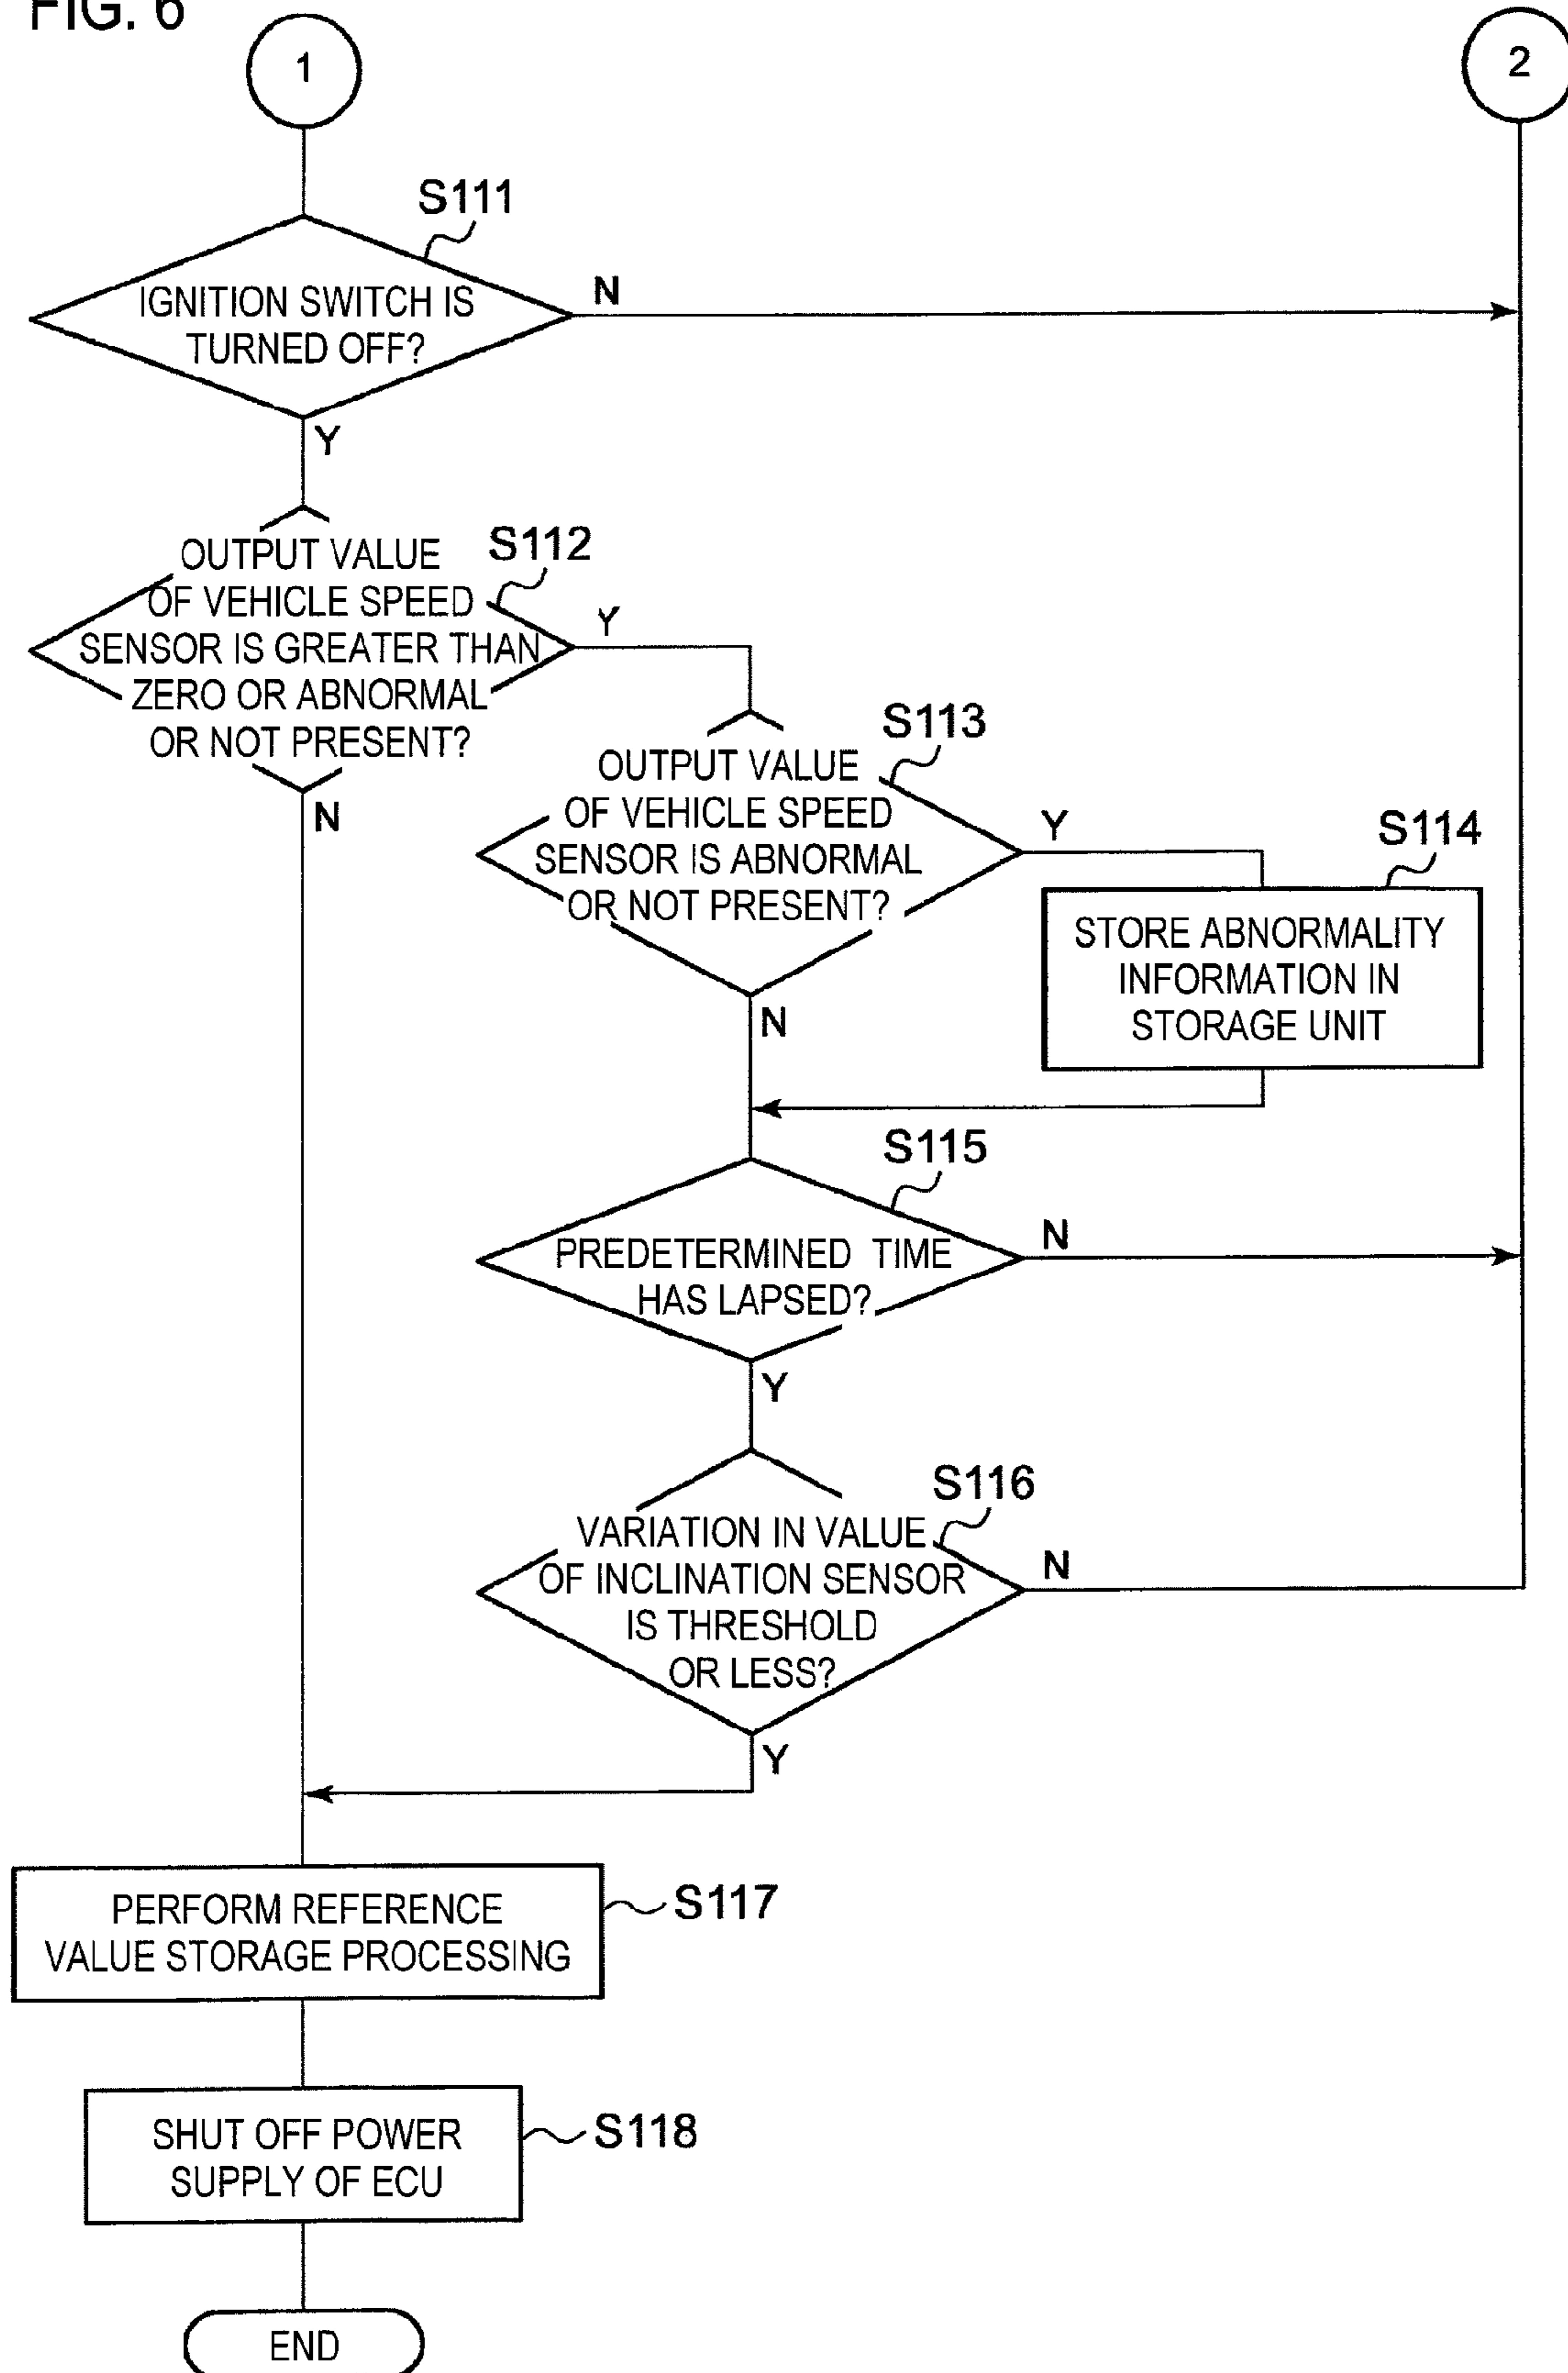 FIG. 6
1
2
S111
IGNITION SWITCH IS
TURNED OFF?
N
Y
S112
OUTPUT VALUE
OF VEHICLE SPEED
SENSOR IS GREATER THAN
ZERO OR ABNORMAL
OR NOT PRESENT?
Y
N
S113
OUTPUT VALUE
OF VEHICLE SPEED
SENSOR IS ABNORMAL
OR NOT PRESENT?
Y
N
S114
STORE ABNORMALITY
INFORMATION IN
STORAGE UNIT
S115
PREDETERMINED TIME
HAS LAPSED?
N
Y
S116
VARIATION IN VALUE
OF INCLINATION SENSOR
IS THRESHOLD
OR LESS?
N
Y
PERFORM REFERENCE
VALUE STORAGE PROCESSING
S117
SHUT OFF POWER
SUPPLY OF ECU
S118
END